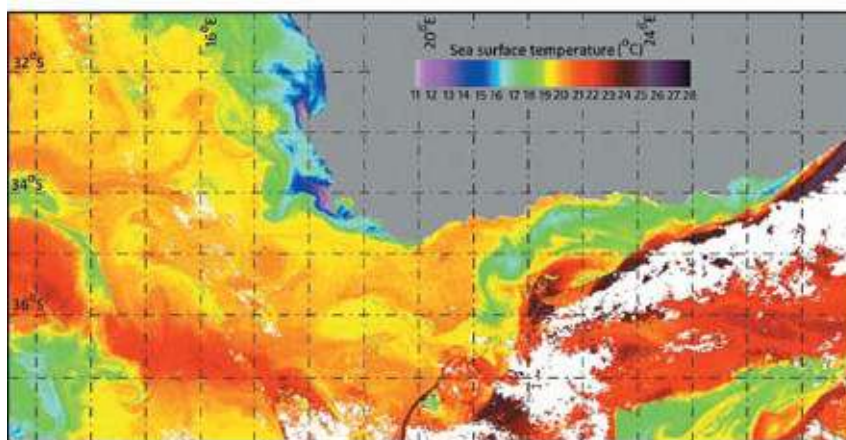 16°E
20°E
24°E
Sea surface temperature (°C)
11 12 13 14 15 16 17 18 19 20 21 22 23 24 25 26 27 28
32°S
34°S
36°S